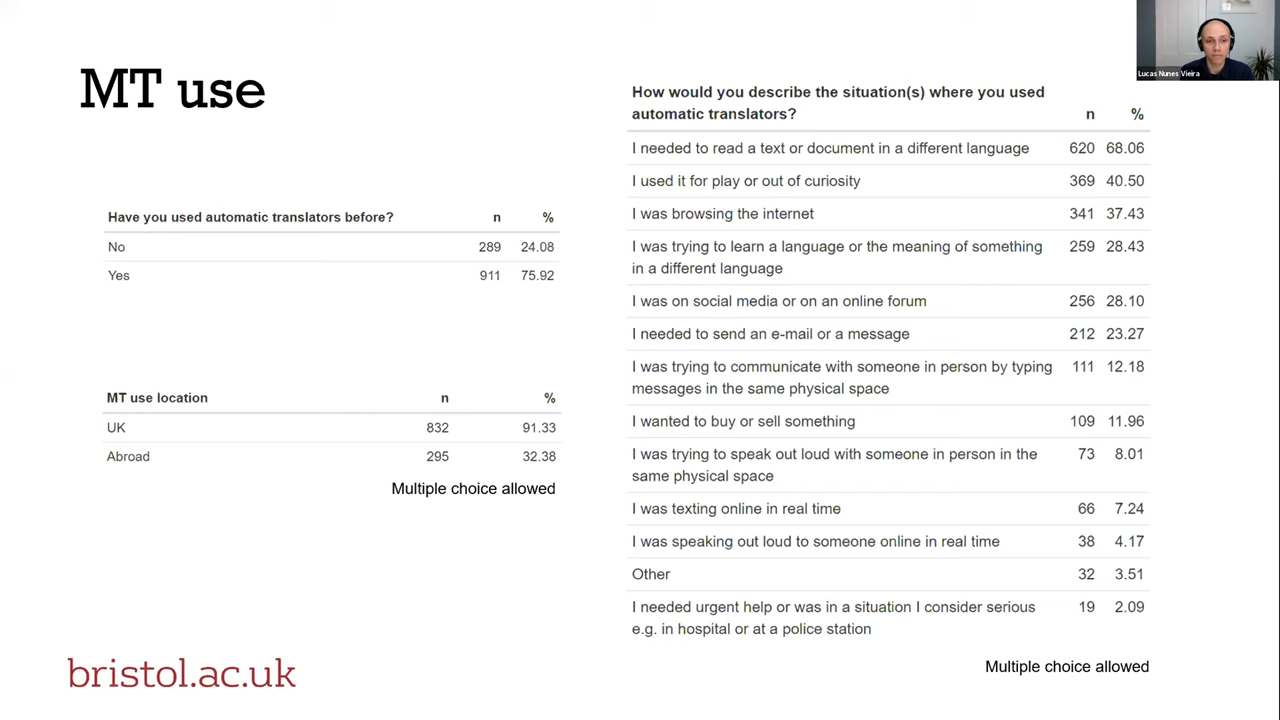 MT use
Have you used automatic translators before? n %
No 289 24.08
Yes 911 75.92
MT use location n %
UK 832 91.33
Abroad 295 32.38
Multiple choice allowed
bristol.ac.uk
Lucas Nunes Vieira
How would you describe the situation(s) where you used
automatic translators? n %
I needed to read a text or document in a different language 620 68.06
I used it for play or out of curiosity 369 40.50
I was browsing the internet 341 37.43
I was trying to learn a language or the meaning of something 259 28.43
in a different language
I was on social media or on an online forum 256 28.10
I needed to send an e-mail or a message 212 23.27
I was trying to communicate with someone in person by typing 111 12.18
messages in the same physical space
I wanted to buy or sell something 109 11.96
I was trying to speak out loud with someone in person in the 73 8.01
same physical space
I was texting online in real time 66 7.24
I was speaking out loud to someone online in real time 38 4.17
Other 32 3.51
I needed urgent help or was in a situation I consider serious 19 2.09
e.g. in hospital or at a police station
Multiple choice allowed